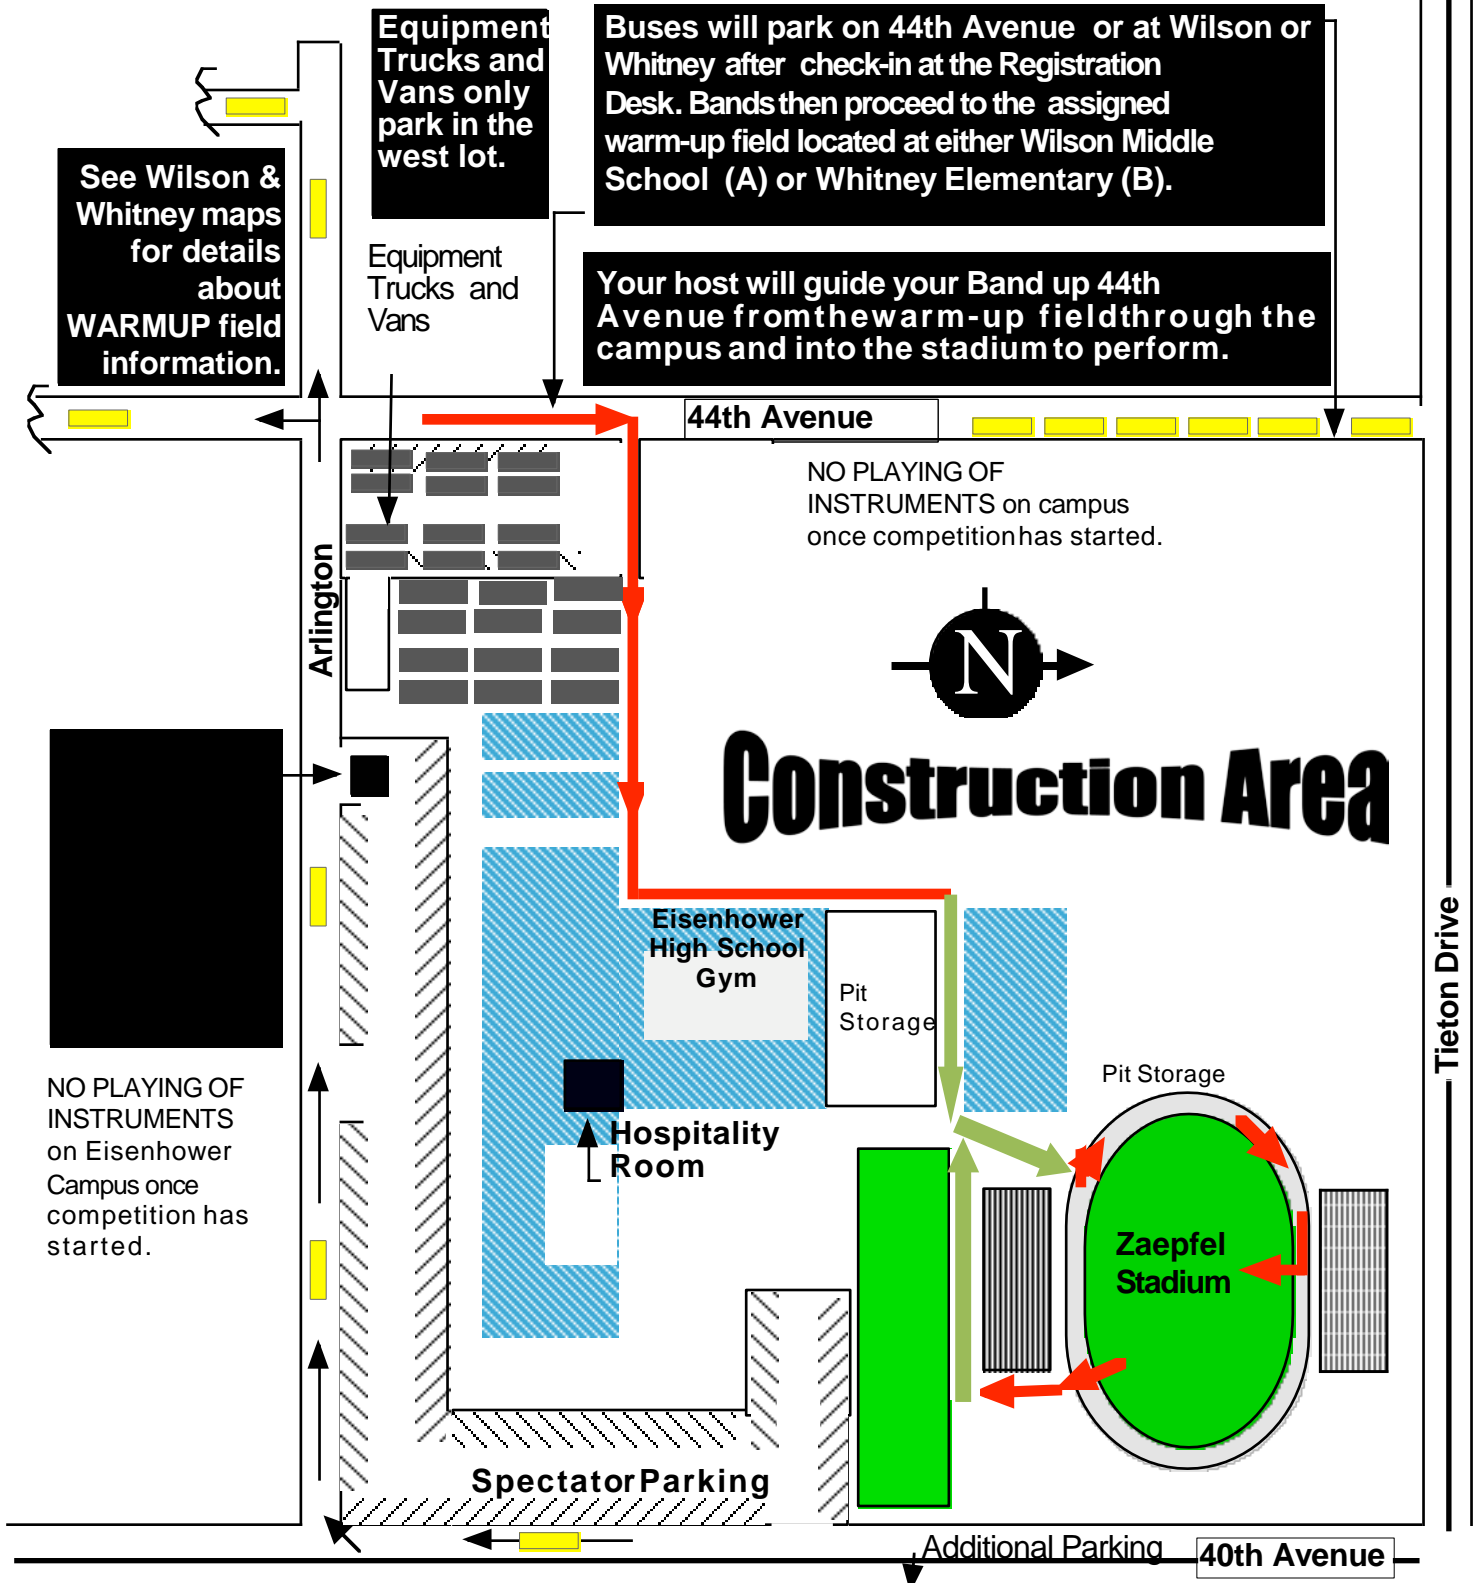 Equipment
Trucks and
Vans only
park in the
west lot.
Buses will park on 44th Avenue or at Wilson or
Whitney after check-in at the Registration
Desk. Bands then proceed to the assigned
warm-up field located at either Wilson Middle
School (A) or Whitney Elementary (B).
See Wilson &
Whitney maps
for details
about
WARMUP field
information.
Equipment
Trucks and
Vans
Your host will guide your Band up 44th
Avenue from the warm-up field through the
campus and into the stadium to perform.
44th Avenue
NO PLAYING OF
INSTRUMENTS on campus
once competition has started.
Arlington
N
Construction Area
Eisenhower
High School
Gym
Pit
Storage
Tieton Drive
Pit Storage
NO PLAYING OF
INSTRUMENTS
on Eisenhower
Campus once
competition has
started.
Hospitality
Room
Zaepfel
Stadium
Spectator Parking
Additional Parking
40th Avenue